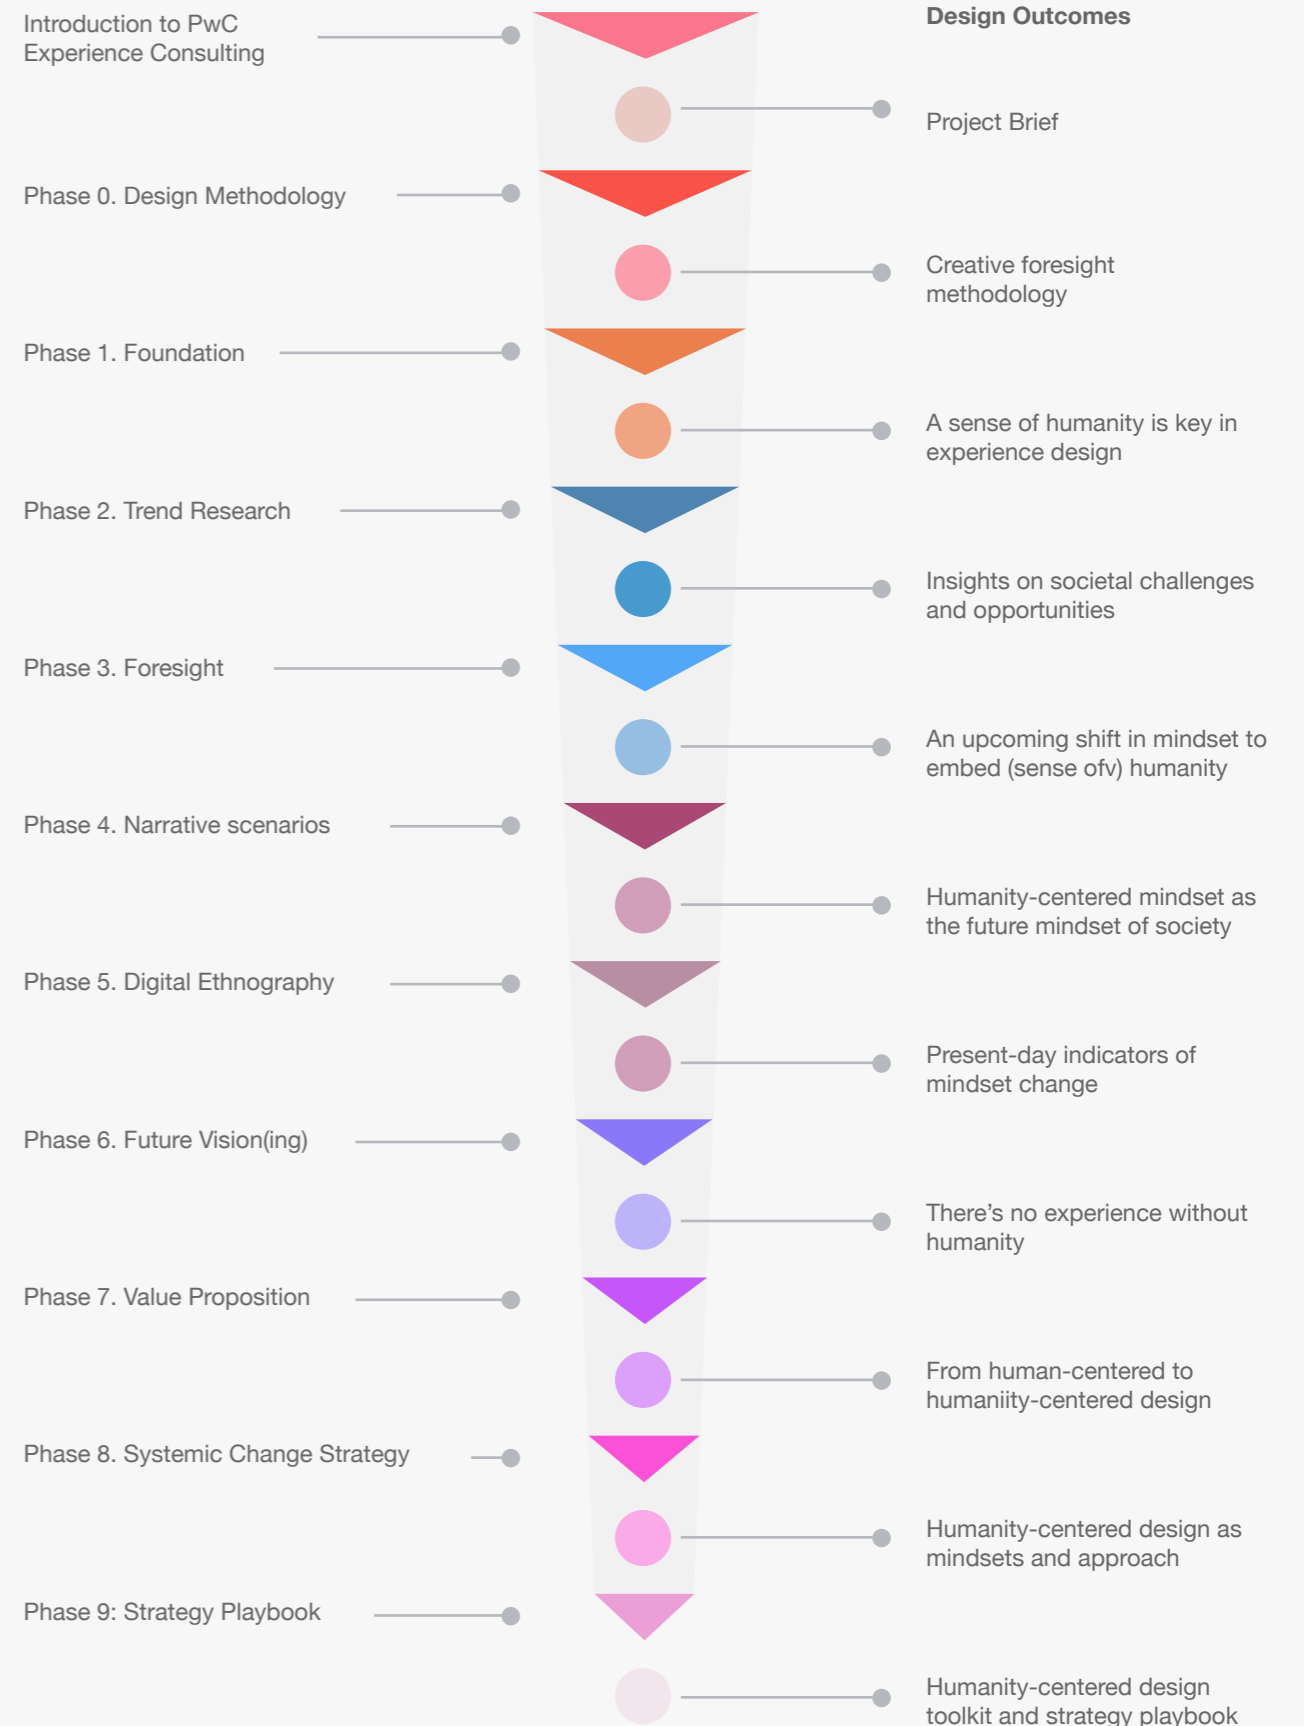 Design Outcomes
Introduction to PwC
Experience Consulting
Project Brief
Phase 0. Design Methodology
Creative foresight
methodology
Phase 1. Foundation
A sense of humanity is key in
experience design
Phase 2. Trend Research
Insights on societal challenges
and opportunities
Phase 3. Foresight
An upcoming shift in mindset to
embed (sense ofv) humanity
Phase 4. Narrative scenarios
Humanity-centered mindset as
the future mindset of society
Phase 5. Digital Ethnography
Present-day indicators of
mindset change
Phase 6. Future Vision(ing)
There’s no experience without
humanity
Phase 7. Value Proposition
From human-centered to
humaniity-centered design
Phase 8. Systemic Change Strategy
Humanity-centered design as
mindsets and approach
Phase 9: Strategy Playbook
Humanity-centered design
toolkit and strategy playbook